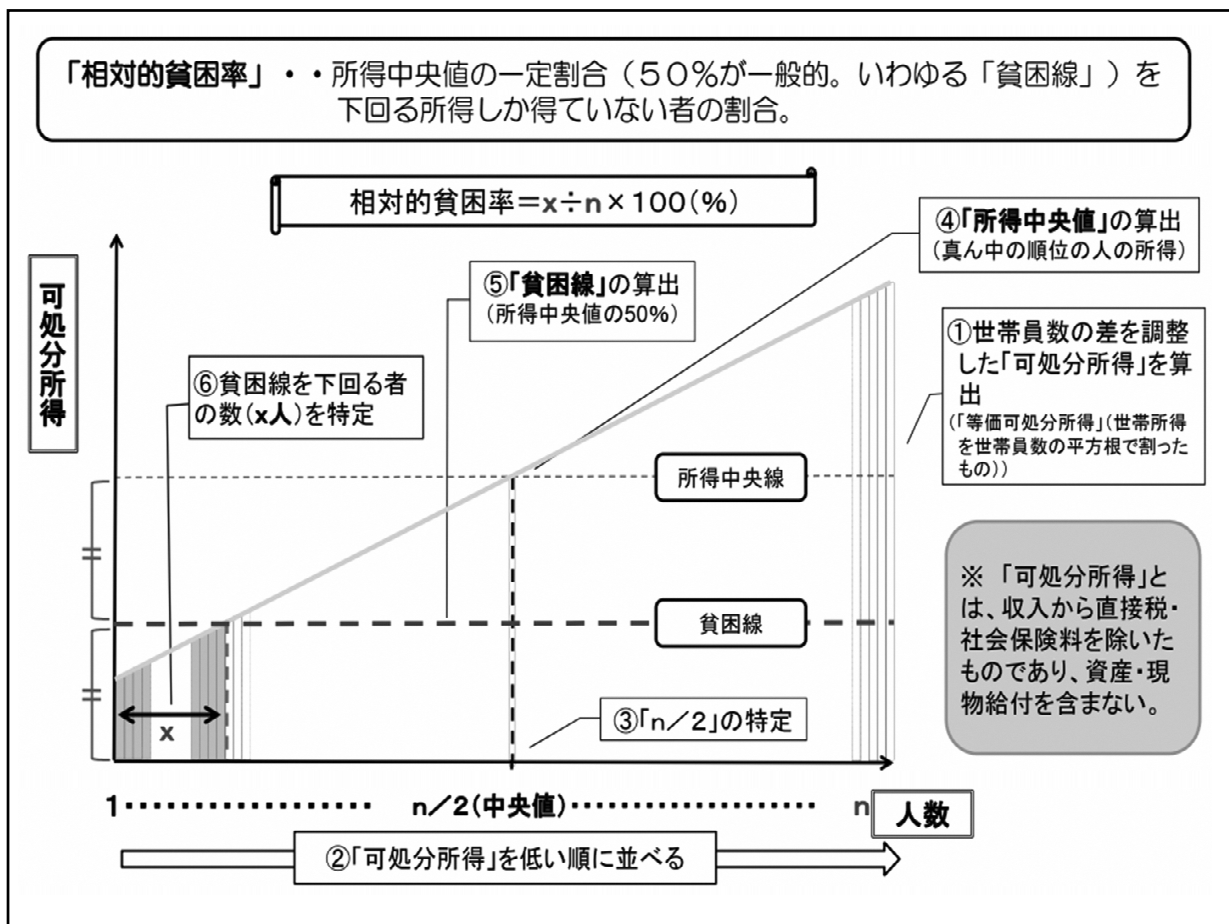 「相対的貧困率」・・所得中央値の一定割合（５０％が一般的。いわゆる「貧困線」）を
下回る所得しか得ていない者の割合。
相対的貧困率＝x÷n×100（％）
④「所得中央値」の算出
（真ん中の順位の人の所得）
可処分所得
⑤「貧困線」の算出
（所得中央値の50％）
①世帯員数の差を調整
した「可処分所得」を算
出
（「等価可処分所得」（世帯所得
を世帯員数の平方根で割った
もの））
⑥貧困線を下回る者
の数（x人）を特定
所得中央線
=
※ 「可処分所得」と
は、収入から直接税・
社会保険料を除いた
ものであり、資産・現
物給付を含まない。
貧困線
=
x
③「n／2」の特定
1・・・・・・・・・・・・・・・・・ n／2（中央値）・・・・・・・・・・・・・・・・・ n
人数
②「可処分所得」を低い順に並べる